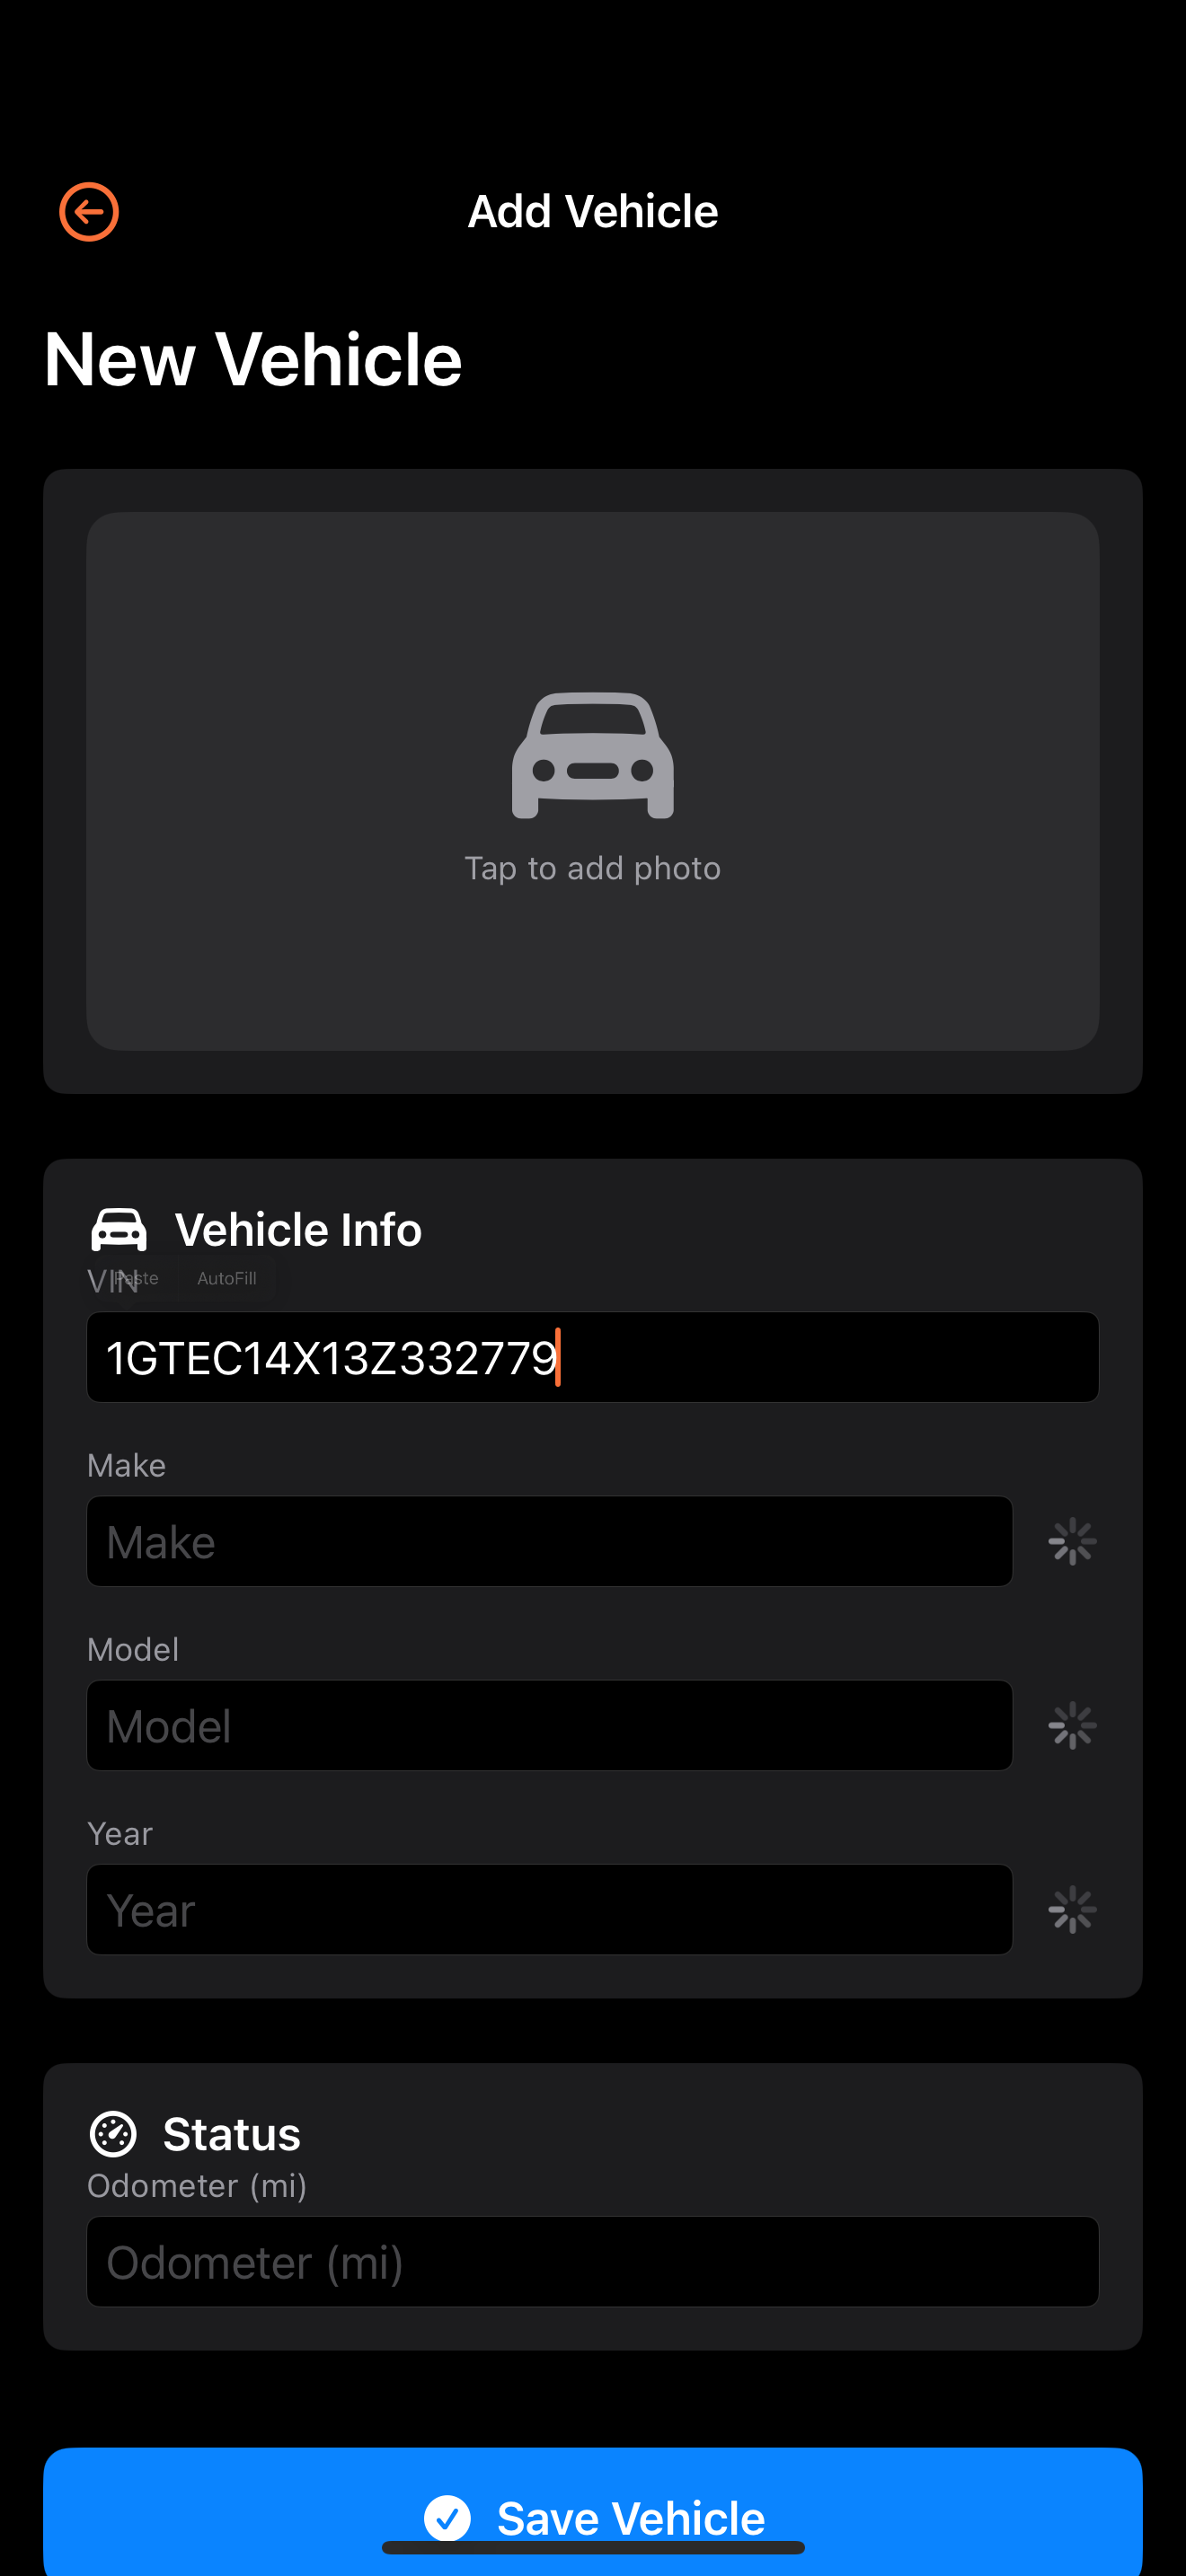 Add Vehicle
New Vehicle
Tap to add photo
Vehicle Info
VIN
Paste AutoFill
1GTEC14X13Z332779
Make
Make
Model
Model
Year
Year
Status
Odometer (mi)
Odometer (mi)
Save Vehicle